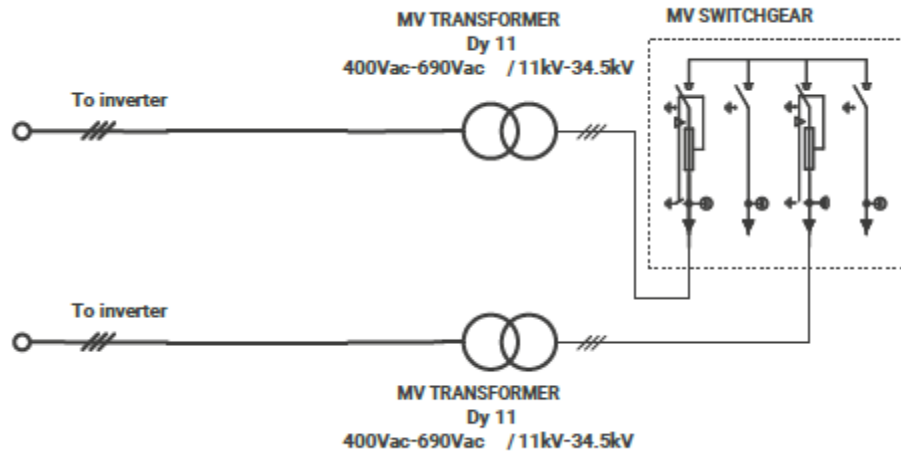 MV TRANSFORMER
Dy 11
400Vac-690Vac / 11kV-34.5kV
MV SWITCHGEAR
To inverter
To inverter
MV TRANSFORMER
Dy 11
400Vac-690Vac / 11kV-34.5kV